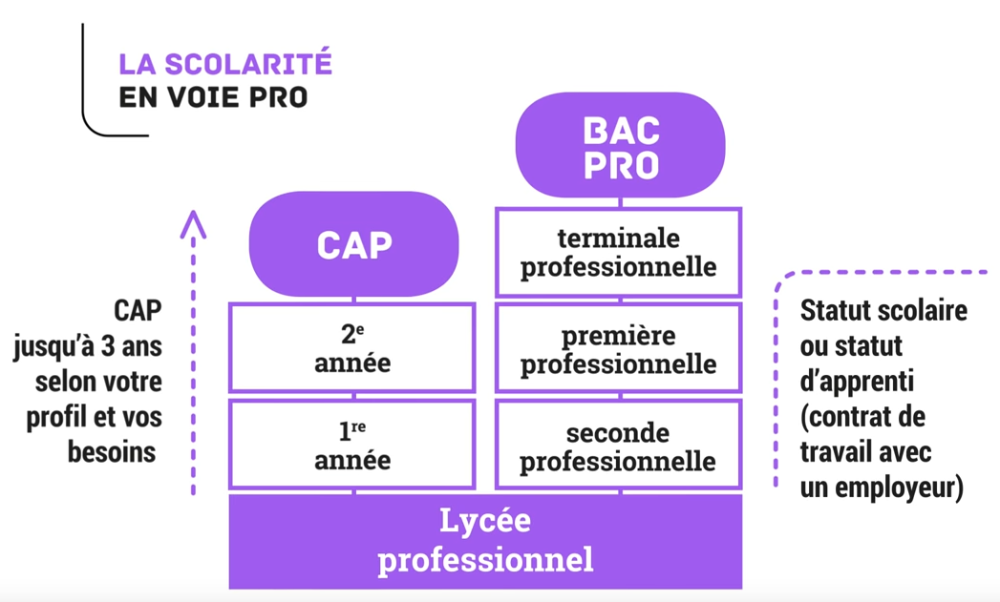 LA SCOLARITÉ
EN VOIE PRO
BAC
PRO
CAP
terminale
professionnelle
CAP
jusqu'à 3 ans
selon votre
profil et vos
besoins
2e
année
première
professionnelle
1re
année
seconde
professionnelle
Statut scolaire
ou statut
d'apprenti
(contrat de
travail avec
un employeur)
Lycée
professionnel